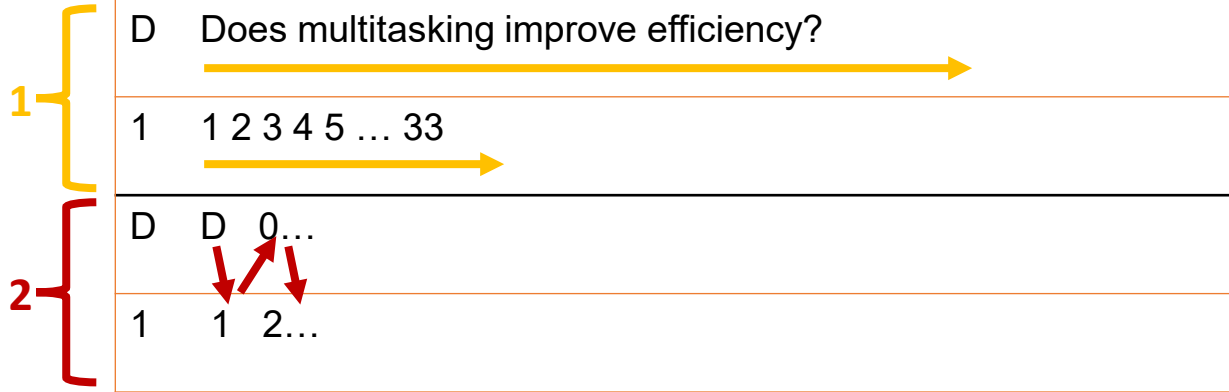 D Does multitasking improve efficiency?
1
1 1 2 3 4 5 … 33
D D 0…
2
1 1 2…